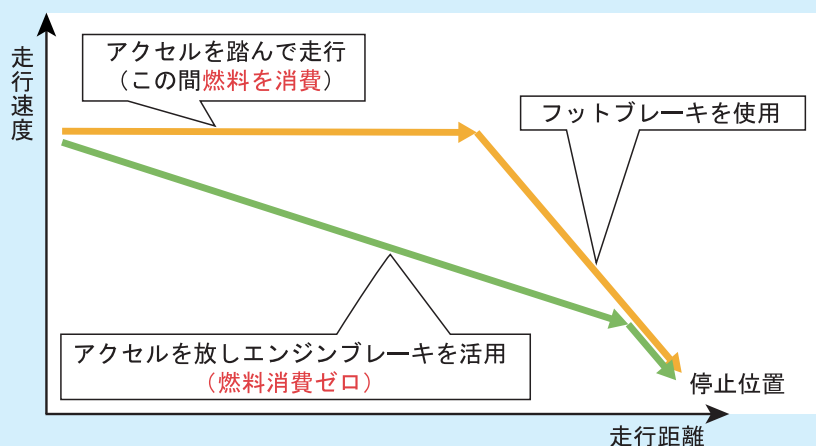 走行速度
アクセルを踏んで走行
（この間燃料を消費）
フットブレーキを使用
アクセルを放しエンジンブレーキを活用
（燃料消費ゼロ）
停止位置
走行距離